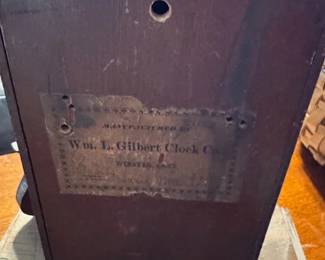 MANUFACTURED BY
Wm. L. Gilbert Clock Co.
WINSTED, CONN.